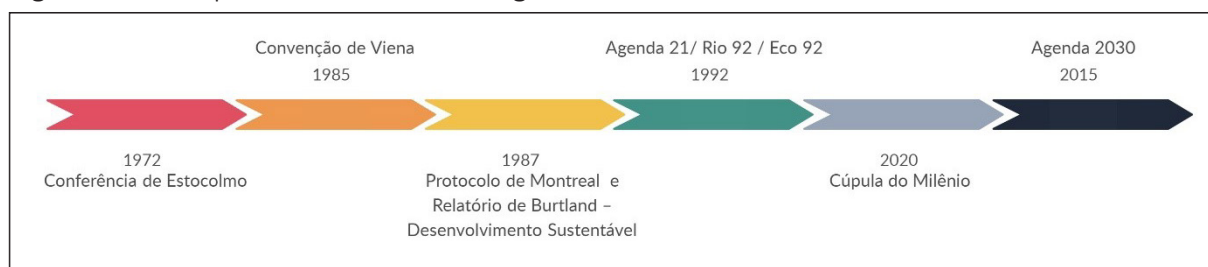 Convenção de Viena
1985
Agenda 21/ Rio 92 / Eco 92
1992
Agenda 2030
2015
1972
Conferência de Estocolmo
1987
Protocolo de Montreal e
Relatório de Burtland –
Desenvolvimento Sustentável
2020
Cúpula do Milênio